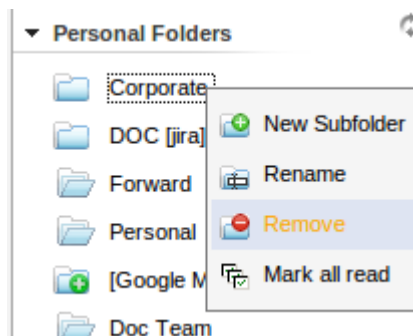 Personal Folders
Corporate
DOC [jira]
Forward
Personal
[Google M
Doc Team
New Subfolder
Rename
Remove
Mark all read